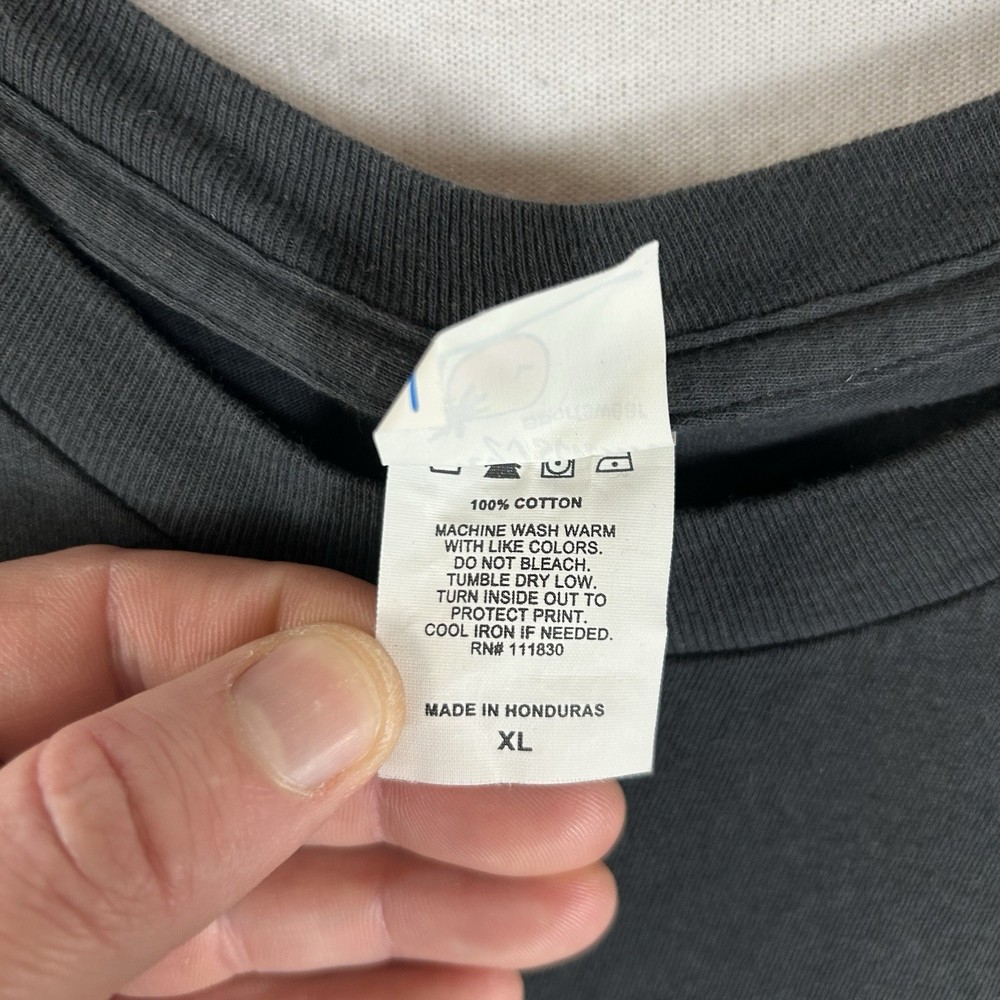 100% COTTON
MACHINE WASH WARM
WITH LIKE COLORS.
DO NOT BLEACH.
TUMBLE DRY LOW.
TURN INSIDE OUT TO
PROTECT PRINT.
COOL IRON IF NEEDED.
RN# 111830
MADE IN HONDURAS
XL